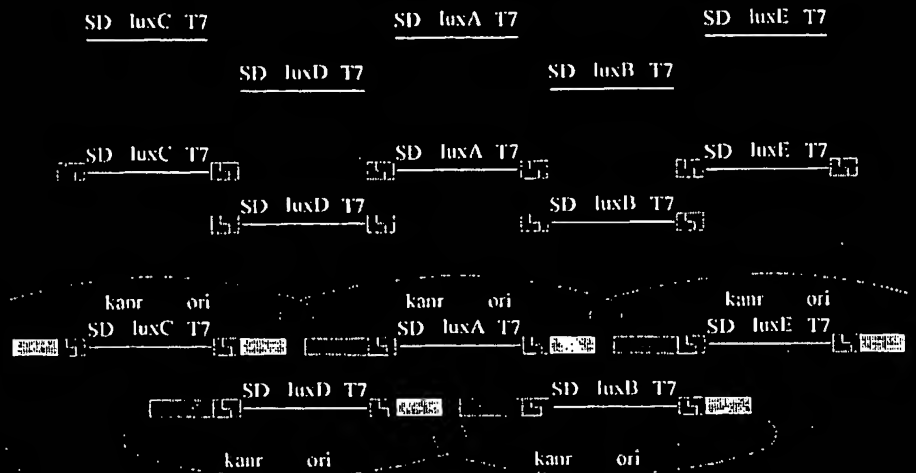 SD luxC T7 SD luxA T7 SD luxE T7
SD luxD T7 SD luxB T7
SD luxC T7 SD luxA T7 SD luxE T7
SD luxD T7 SD luxB T7
kanr ori kanr ori kanr ori
SD luxC T7 SD luxA T7 SD luxE T7
SD luxD T7 SD luxB T7
kanr ori kanr ori